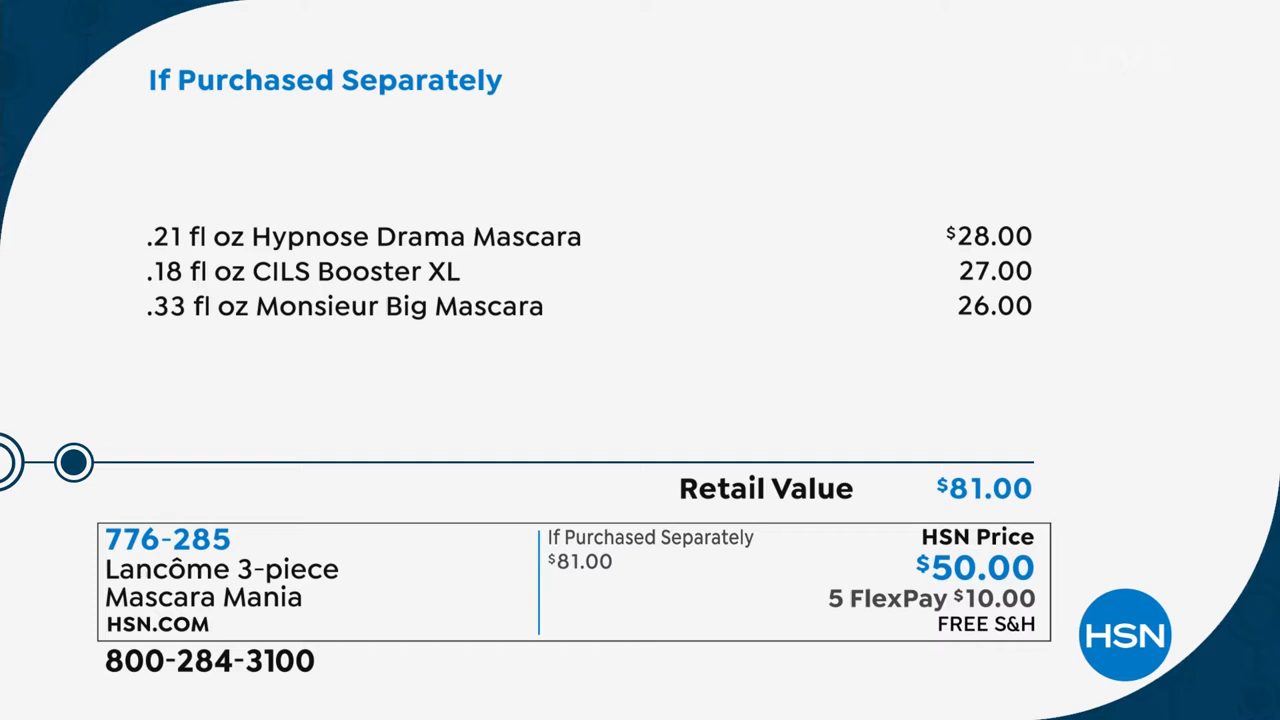 If Purchased Separately
.21 fl oz Hypnose Drama Mascara $28.00
.18 fl oz CILS Booster XL 27.00
.33 fl oz Monsieur Big Mascara 26.00
Retail Value $81.00
776-285
Lancôme 3-piece
Mascara Mania
HSN.COM
If Purchased Separately
$81.00
HSN Price
$50.00
5 FlexPay $10.00
FREE S&H
800-284-3100
HSN